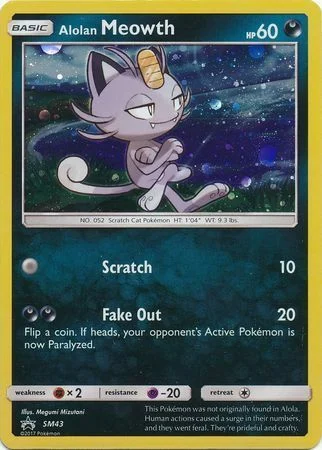 BASIC Alolan Meowth HP 60
NO. 052 Scratch Cat Pokémon HT: 1'04" WT: 9.3 lbs.
Scratch 10
Fake Out 20
Flip a coin. If heads, your opponent's Active Pokémon is
now Paralyzed.
weakness ×2 resistance -20 retreat
Illus. Megumi Mizutani
SM43
©2017 Pokémon
This Pokémon was not originally found in Alola.
Human actions caused a surge in their numbers,
and they went feral. They're prideful and crafty.